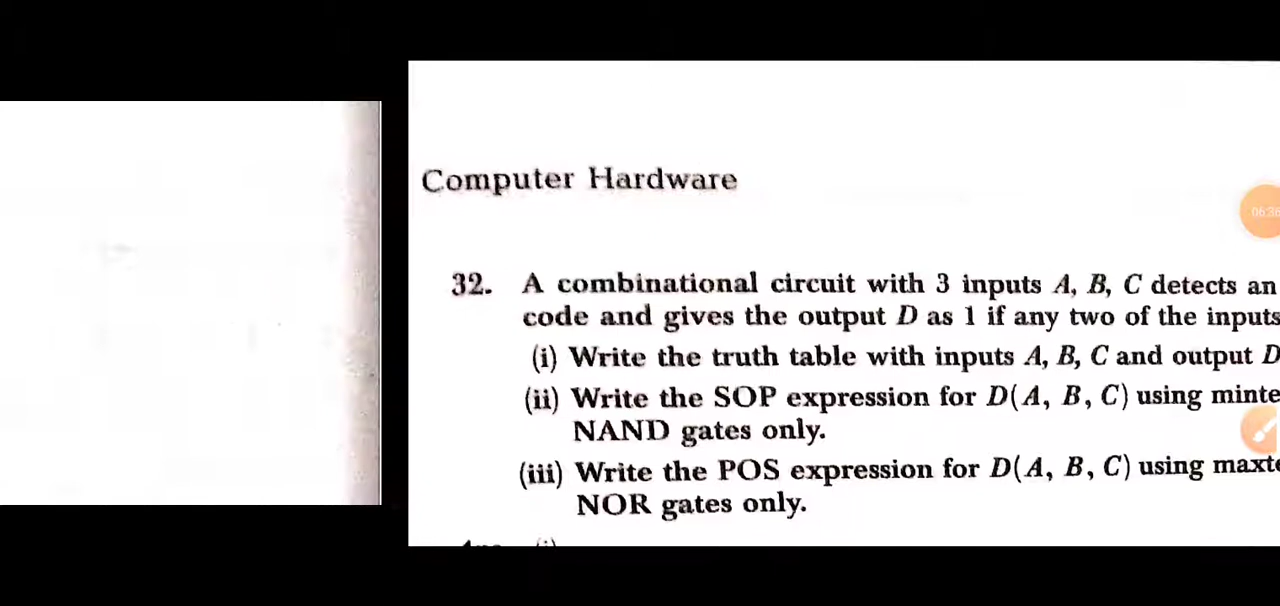 Computer Hardware
32. A combinational circuit with 3 inputs A, B, C detects an
code and gives the output D as 1 if any two of the inputs
(i) Write the truth table with inputs A, B, C and output D
(ii) Write the SOP expression for D(A, B, C) using minte
NAND gates only.
(iii) Write the POS expression for D(A, B, C) using maxte
NOR gates only.